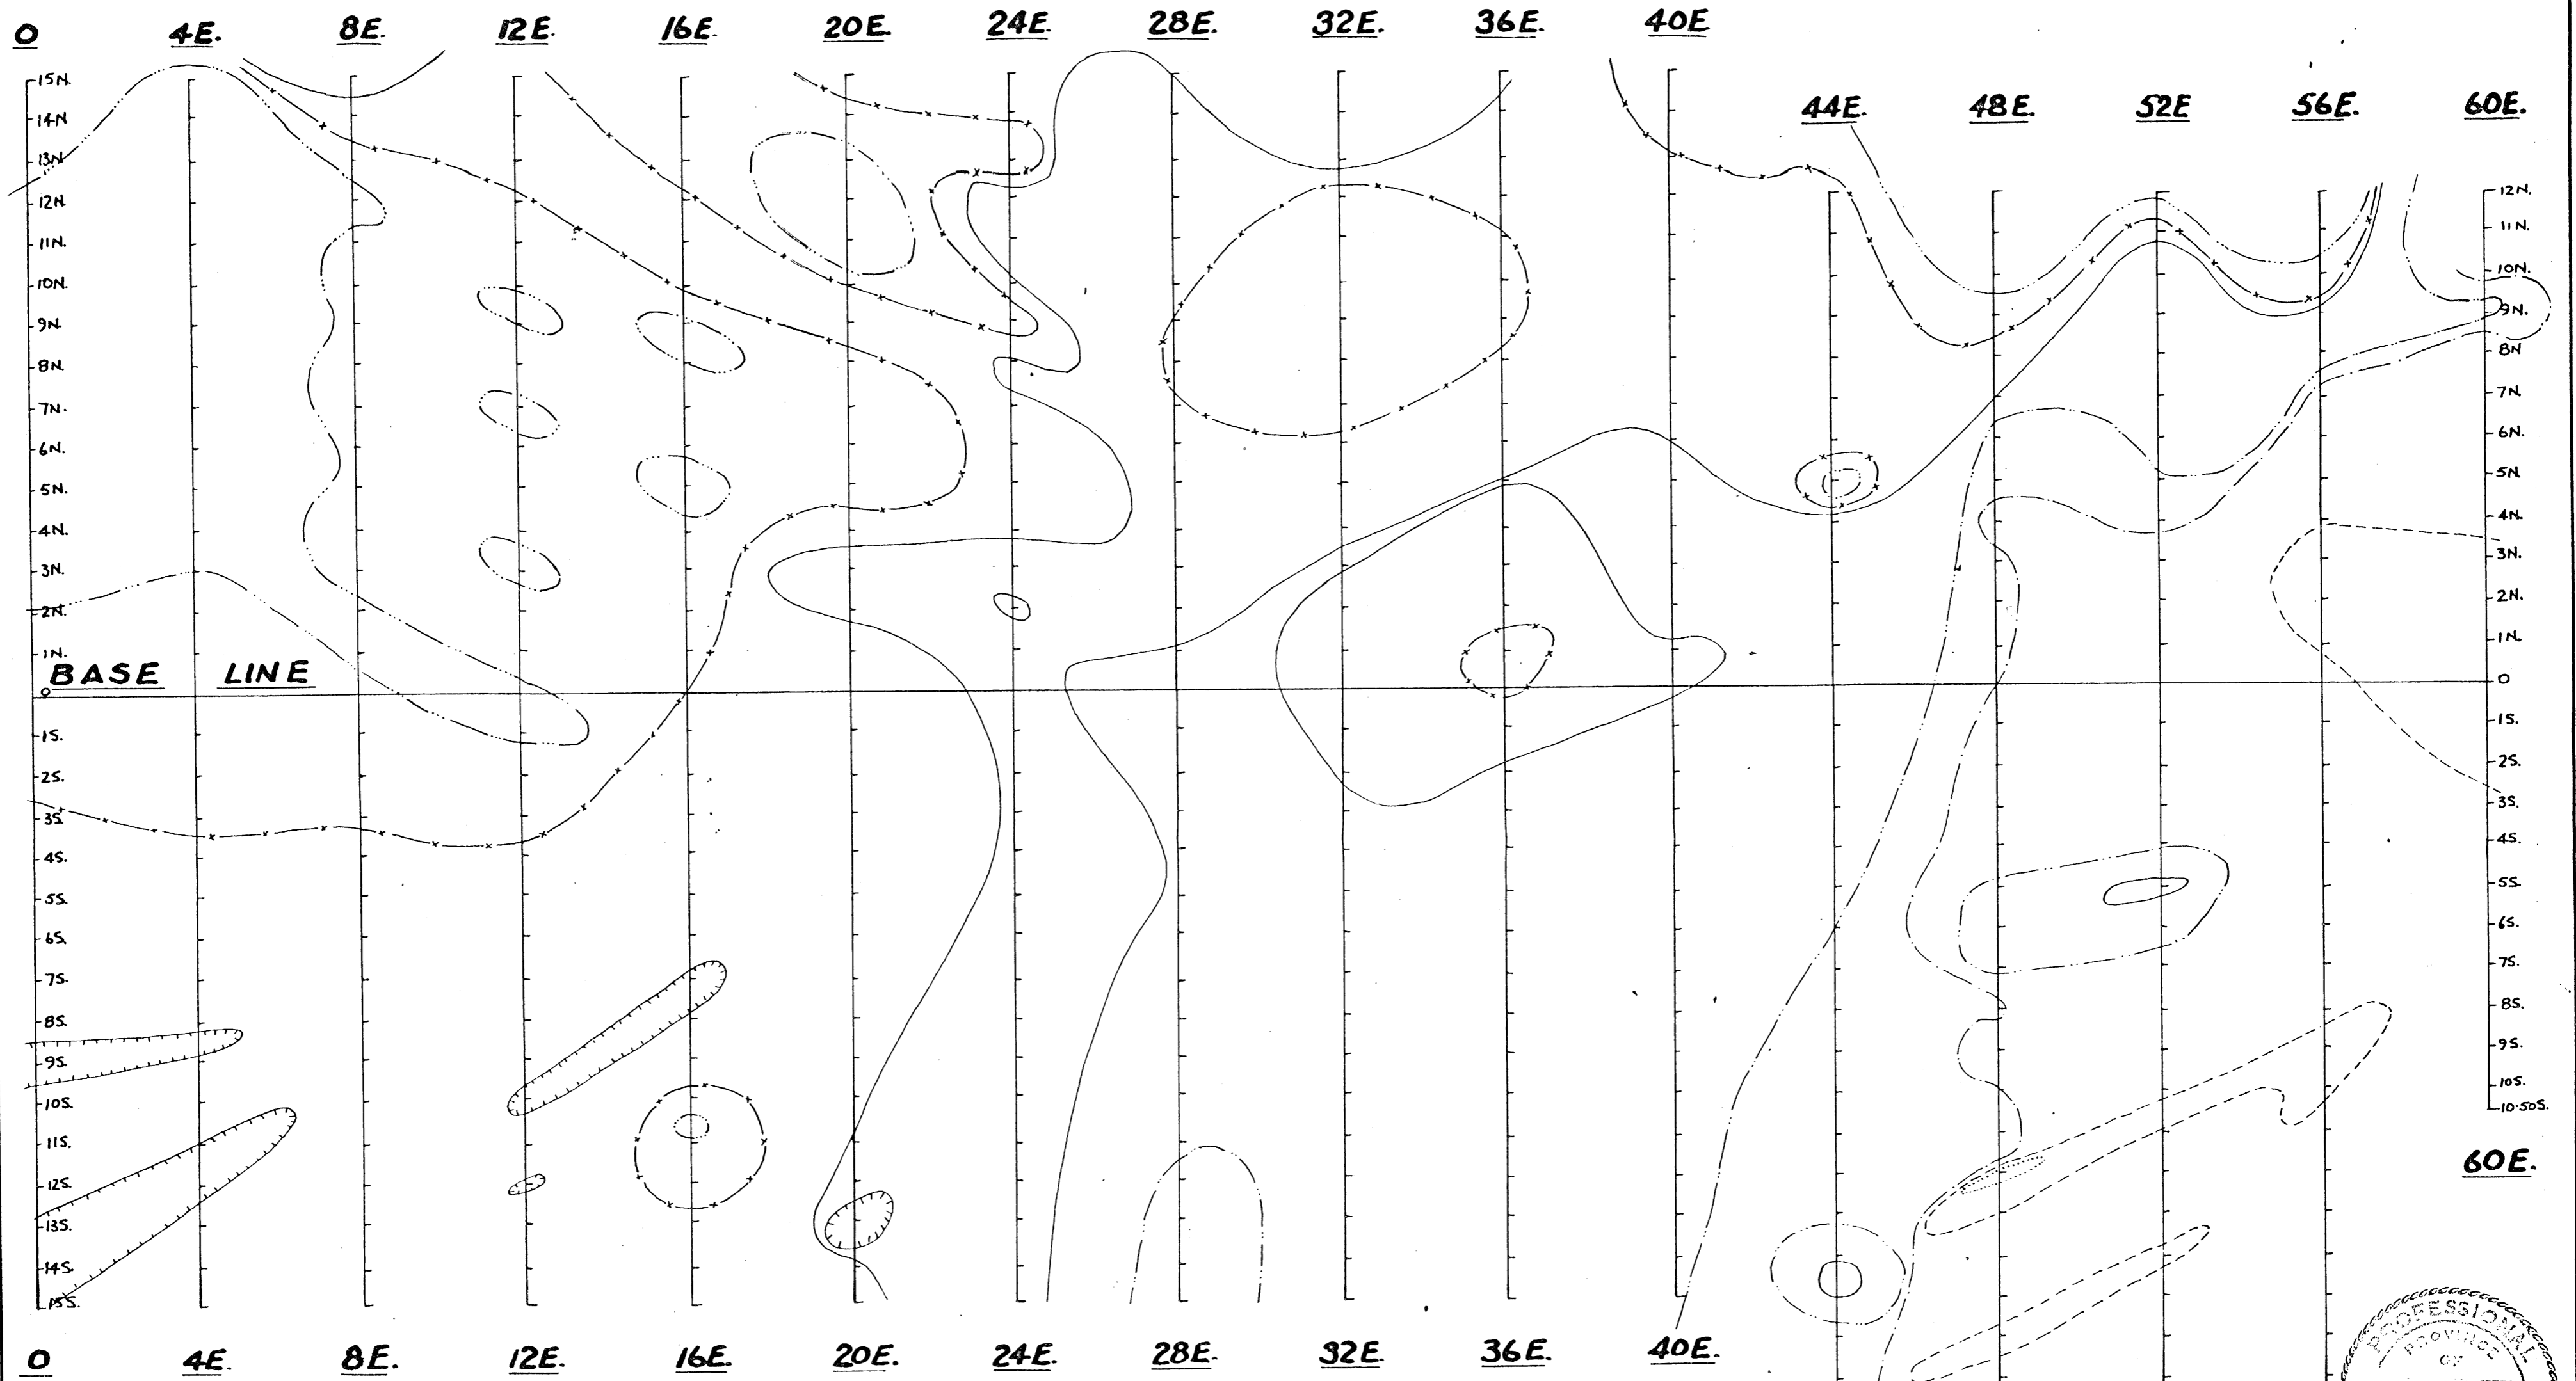 0 4E. 8E. 12E. 16E. 20E. 24E. 28E. 32E. 36E. 40E
44E. 48E. 52E 56E. 60E.
15N.
14N
13N
12N.
11N.
10N.
9N.
8N.
7N.
6N.
5N.
4N.
3N.
2N.
1N.
BASE LINE
0
1S.
2S.
3S.
4S.
5S.
6S.
7S.
8S.
9S.
10S.
11S.
12S.
13S.
14S.
15S.
12N.
11N.
10N.
9N.
8N
7N.
6N.
5N.
4N.
3N.
2N.
1N.
0
1S.
2S.
3S.
4S.
5S.
6S.
7S.
8S.
9S.
10S.
10.50S.
60E.
0 4E. 8E. 12E. 16E. 20E. 24E. 28E. 32E. 36E. 40E.
PROFESSIONAL
PROVINCE
OF